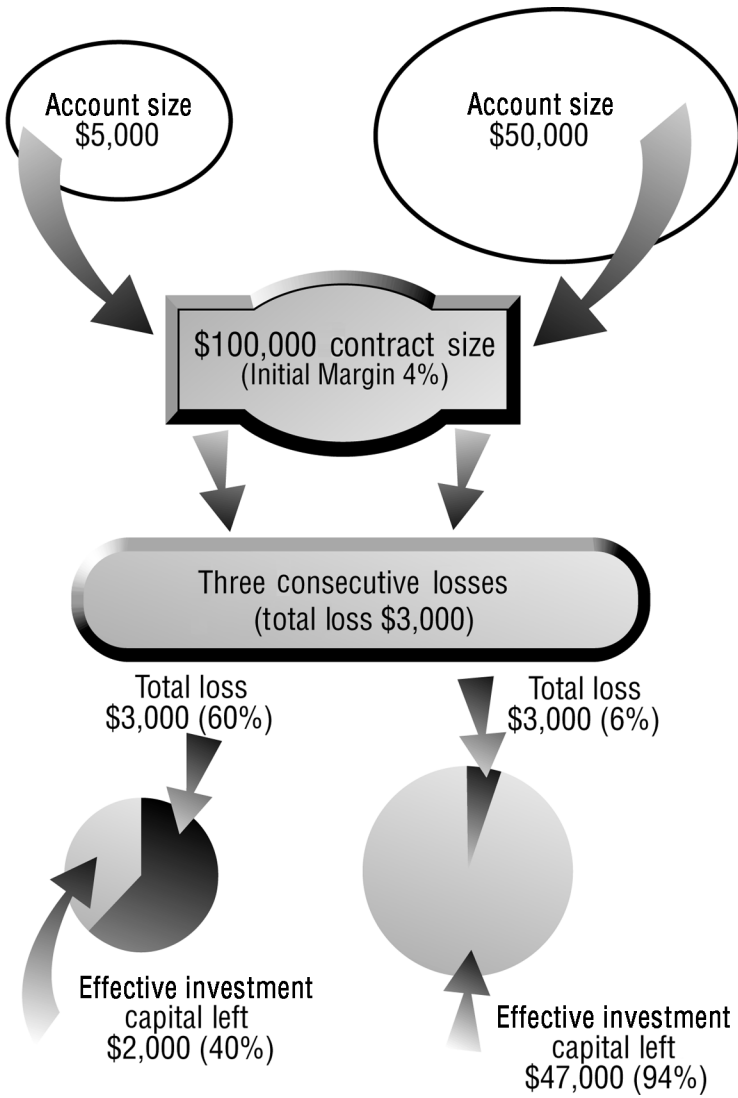 Account size
$5,000
Account size
$50,000
$100,000 contract size
(Initial Margin 4%)
Three consecutive losses
(total loss $3,000)
Total loss
$3,000 (60%)
Total loss
$3,000 (6%)
Effective investment
capital left
$2,000 (40%)
Effective investment
capital left
$47,000 (94%)